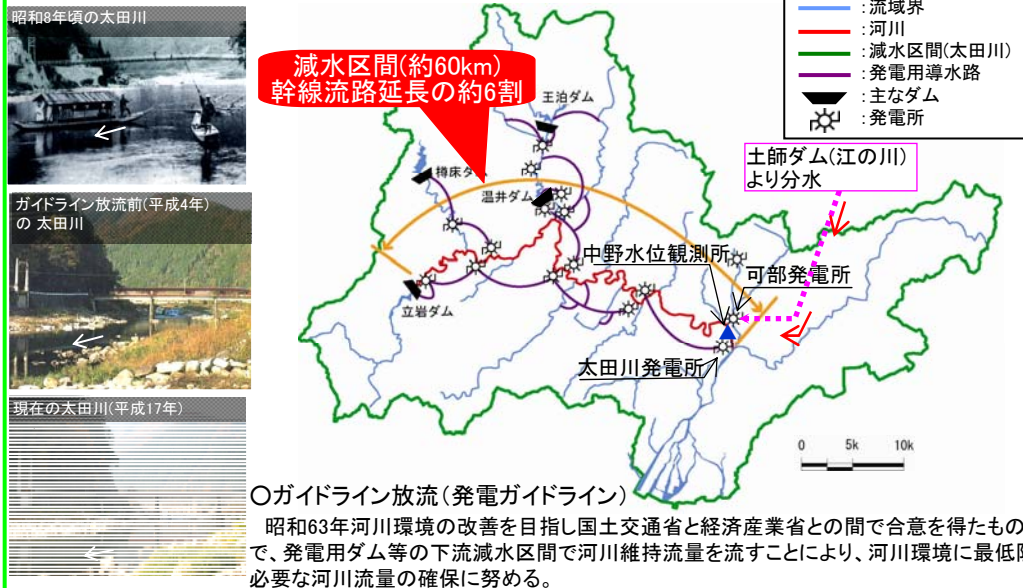 昭和8年頃の太田川
ガイドライン放流前(平成4年)
の 太田川
現在の太田川(平成17年)
減水区間(約60km)
幹線流路延長の約6割
：流域界
：河川
：減水区間(太田川)
：発電用導水路
：主なダム
：発電所
土師ダム(江の川)
より分水
王泊ダム
樽床ダ
温井ダム
立岩ダム
中野水位観測所
可部発電所
太田川発電所
0 5k 10k
〇ガイドライン放流(発電ガイドライン)
昭和63年河川環境の改善を目指し国土交通省と経済産業省との間で合意を得たもの
で、発電用ダム等の下流減水区間で河川維持流量を流すことにより、河川環境に最低限
必要な河川流量の確保に努める。